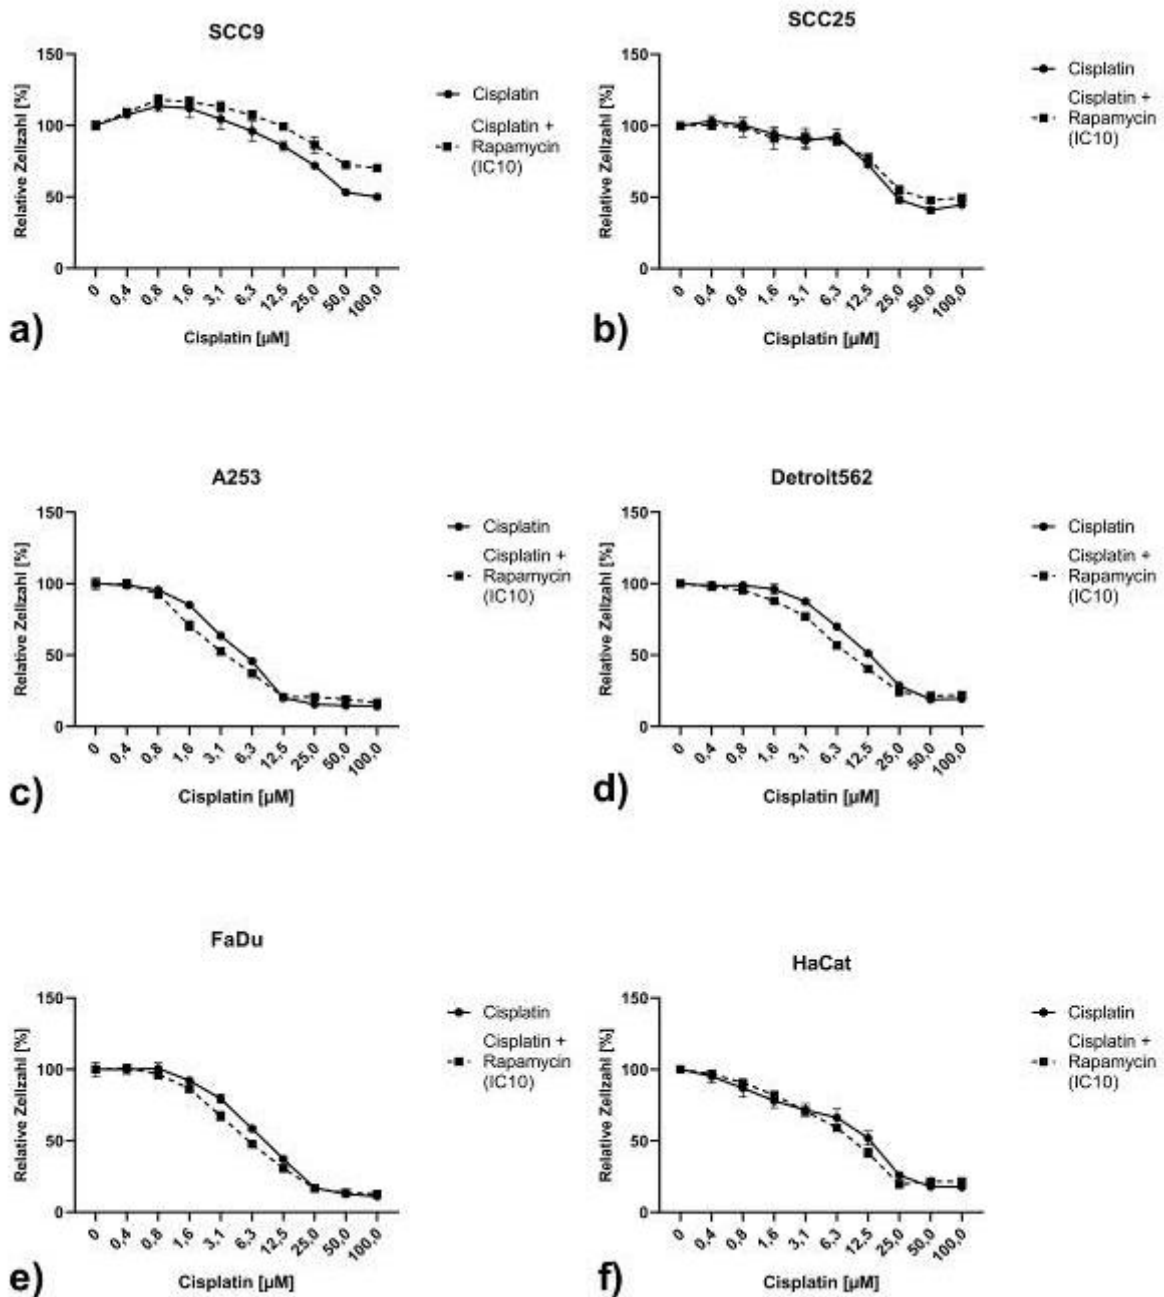 SCC9
150
100
50
0
Relative Zellzahl [%]
0
0,4
0,8
1,6
3,1
6,3
12,5
25,0
50,0
100,0
Cisplatin [µM]
Cisplatin
Cisplatin +
Rapamycin
(IC10)
a)
SCC25
150
100
50
0
Relative Zellzahl [%]
0
0,4
0,8
1,6
3,1
6,3
12,5
25,0
50,0
100,0
Cisplatin [µM]
Cisplatin
Cisplatin +
Rapamycin
(IC10)
b)
A253
150
100
50
0
Relative Zellzahl [%]
0
0,4
0,8
1,6
3,1
6,3
12,5
25,0
50,0
100,0
Cisplatin [µM]
Cisplatin
Cisplatin +
Rapamycin
(IC10)
c)
Detroit562
150
100
50
0
Relative Zellzahl [%]
0
0,4
0,8
1,6
3,1
6,3
12,5
25,0
50,0
100,0
Cisplatin [µM]
Cisplatin
Cisplatin +
Rapamycin
(IC10)
d)
FaDu
150
100
50
0
Relative Zellzahl [%]
0
0,4
0,8
1,6
3,1
6,3
12,5
25,0
50,0
100,0
Cisplatin [µM]
Cisplatin
Cisplatin +
Rapamycin
(IC10)
e)
HaCat
150
100
50
0
Relative Zellzahl [%]
0
0,4
0,8
1,6
3,1
6,3
12,5
25,0
50,0
100,0
Cisplatin [µM]
Cisplatin
Cisplatin +
Rapamycin
(IC10)
f)